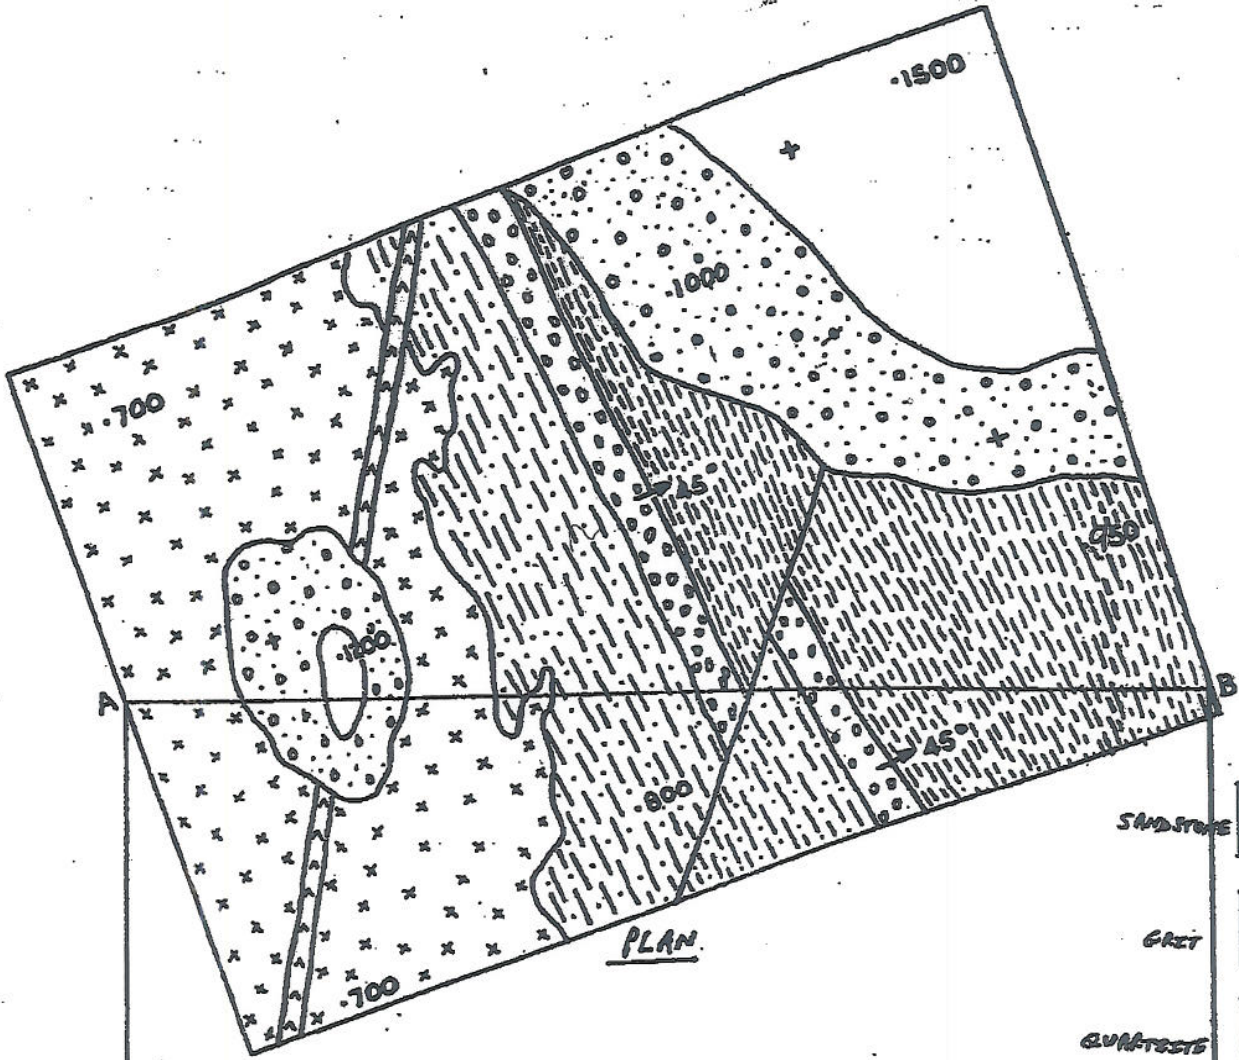 .1500
.1000
.700
45°
950
.1200
A
B
45°
.800
SANDSTONE
PLAN
GRIT
.700
QUARTZITE